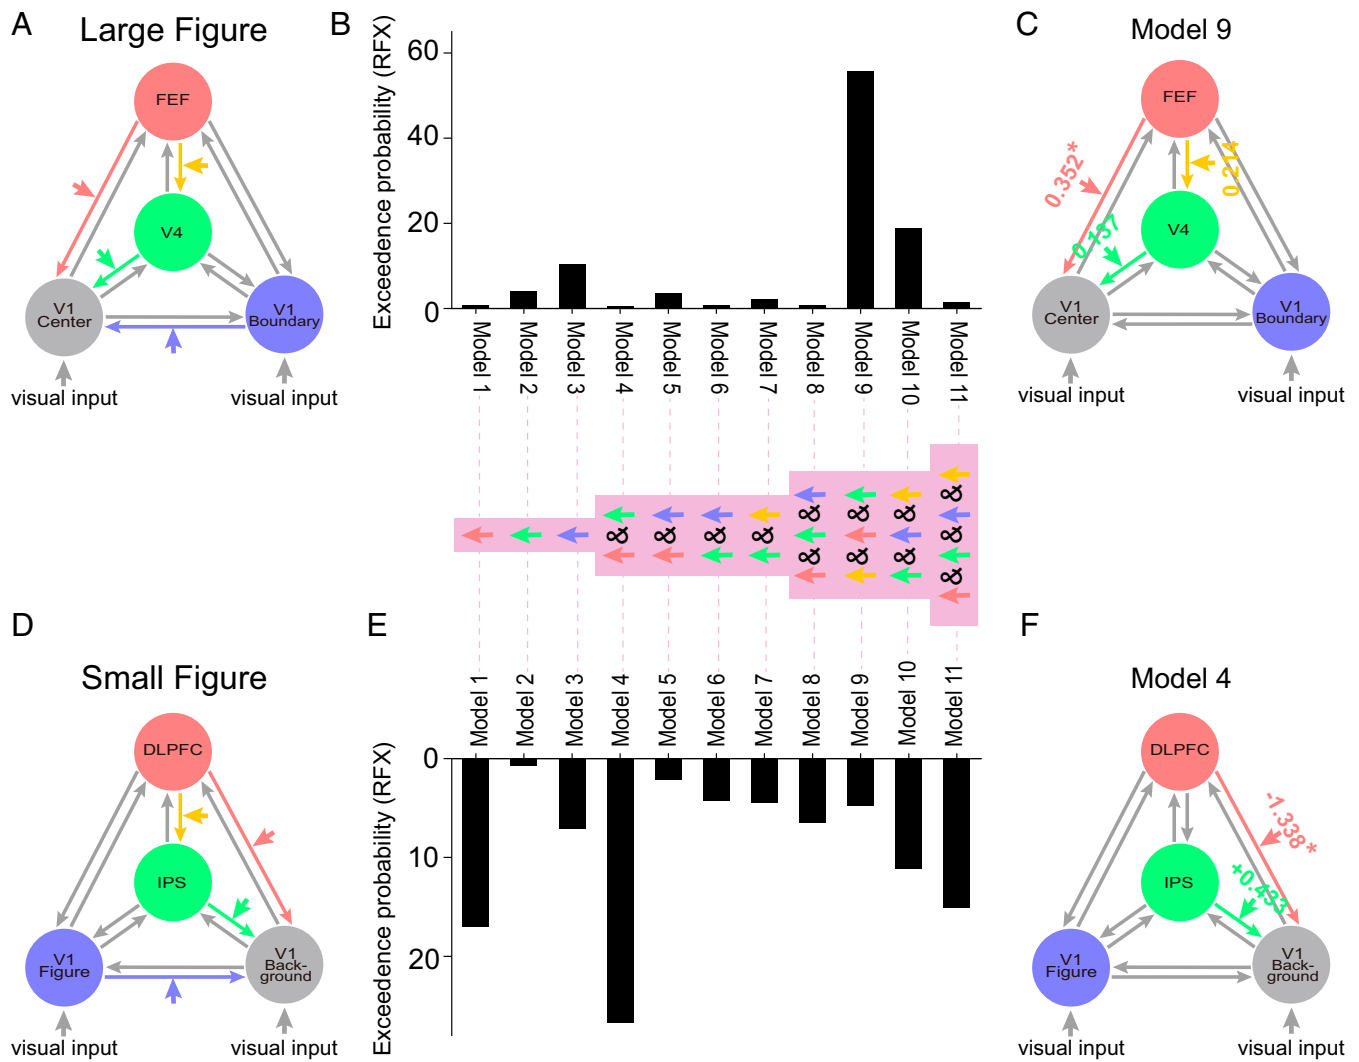 A
Large Figure
FEF
V4
V1
Center
V1
Boundary
visual input
visual input
B
Exceedence probability (RFX)
60
40
20
0
Model 1
Model 2
Model 3
Model 4
Model 5
Model 6
Model 7
Model 8
Model 9
Model 10
Model 11
C
Model 9
FEF
0.352*
0.214
V4
0.137
V1
Center
V1
Boundary
visual input
visual input
&
&
&
&
& &
& &
& &
& & &
D
Small Figure
DLPFC
IPS
V1
Figure
V1
Back-
ground
visual input
visual input
E
Model 1
Model 2
Model 3
Model 4
Model 5
Model 6
Model 7
Model 8
Model 9
Model 10
Model 11
Exceedence probability (RFX)
0
10
20
F
Model 4
DLPFC
-1.338*
IPS
+0.433
V1
Figure
V1
Back-
ground
visual input
visual input